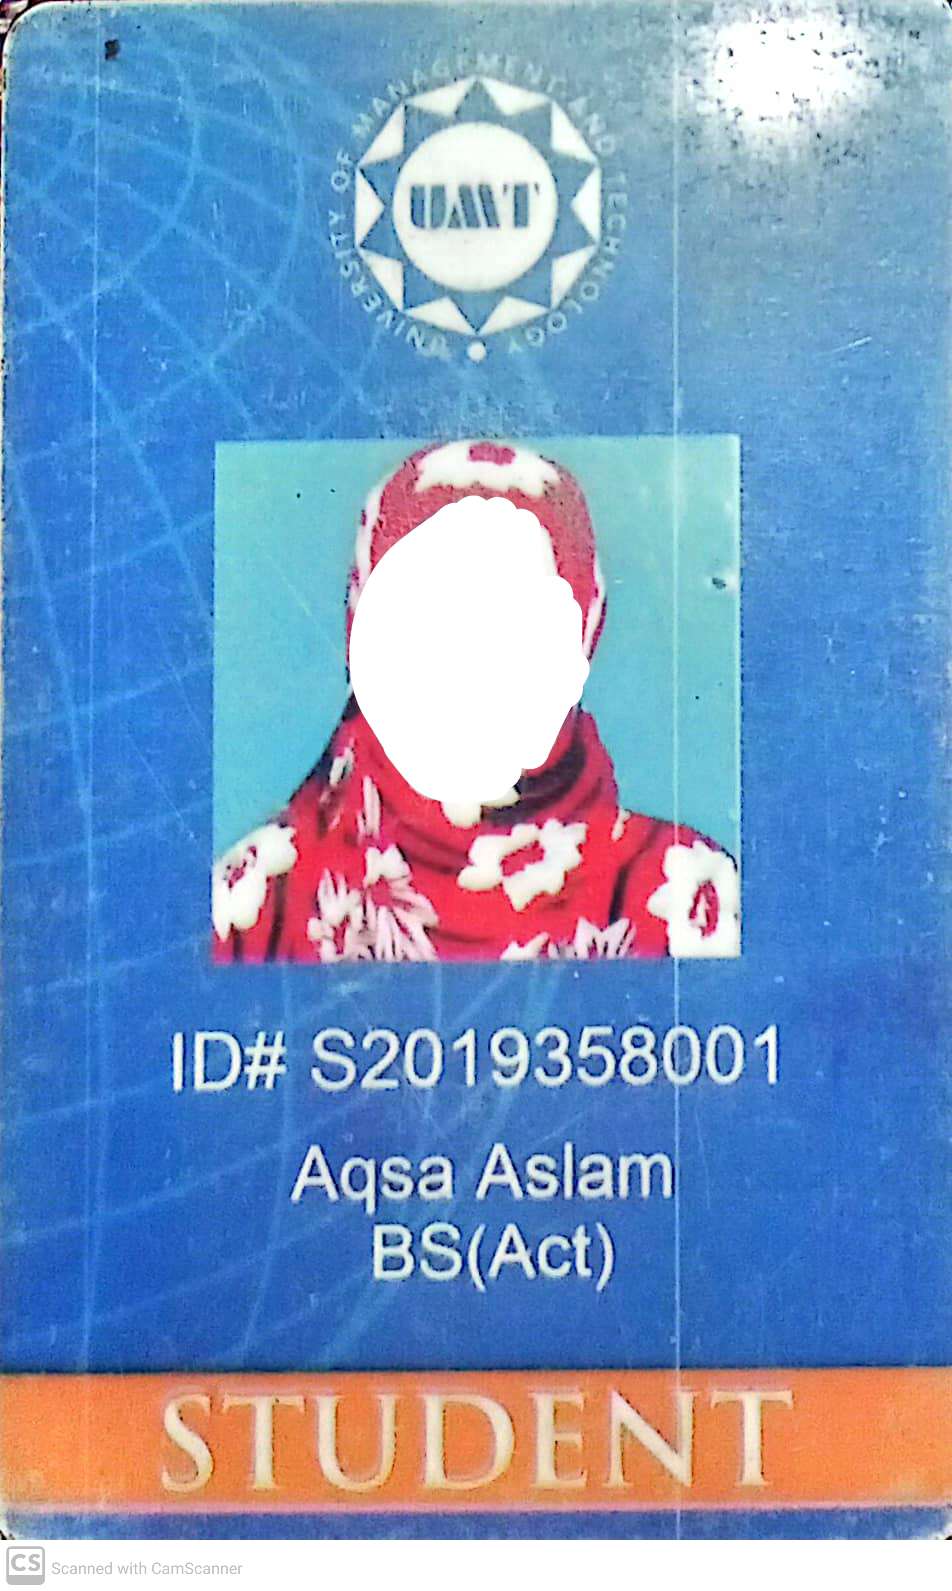 UNIVERSITY OF MANAGEMENT AND TECHNOLOGY
UMT
ID# S2019358001
Aqsa Aslam
BS(Act)
STUDENT
CS Scanned with CamScanner